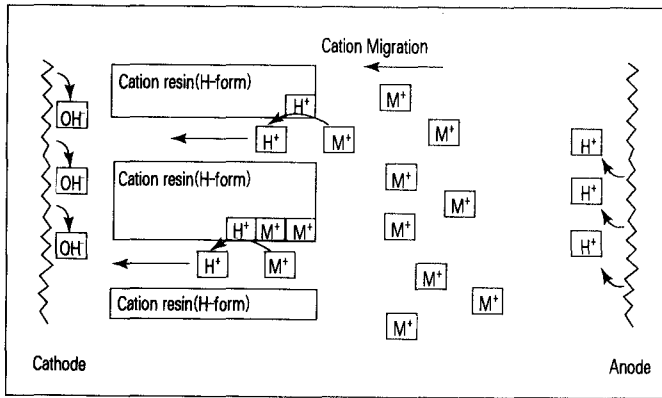 Cation Migration
Cation resin(H-form)
H⁺
M⁺
OH⁻
H⁺
M⁺
M⁺
H⁺
OH⁻
Cation resin(H-form)
M⁺
H⁺
M⁺
OH⁻
H⁺ M⁺ M⁺
M⁺
H⁺
H⁺
M⁺
M⁺
Cation resin(H-form)
M⁺
M⁺
Cathode
Anode